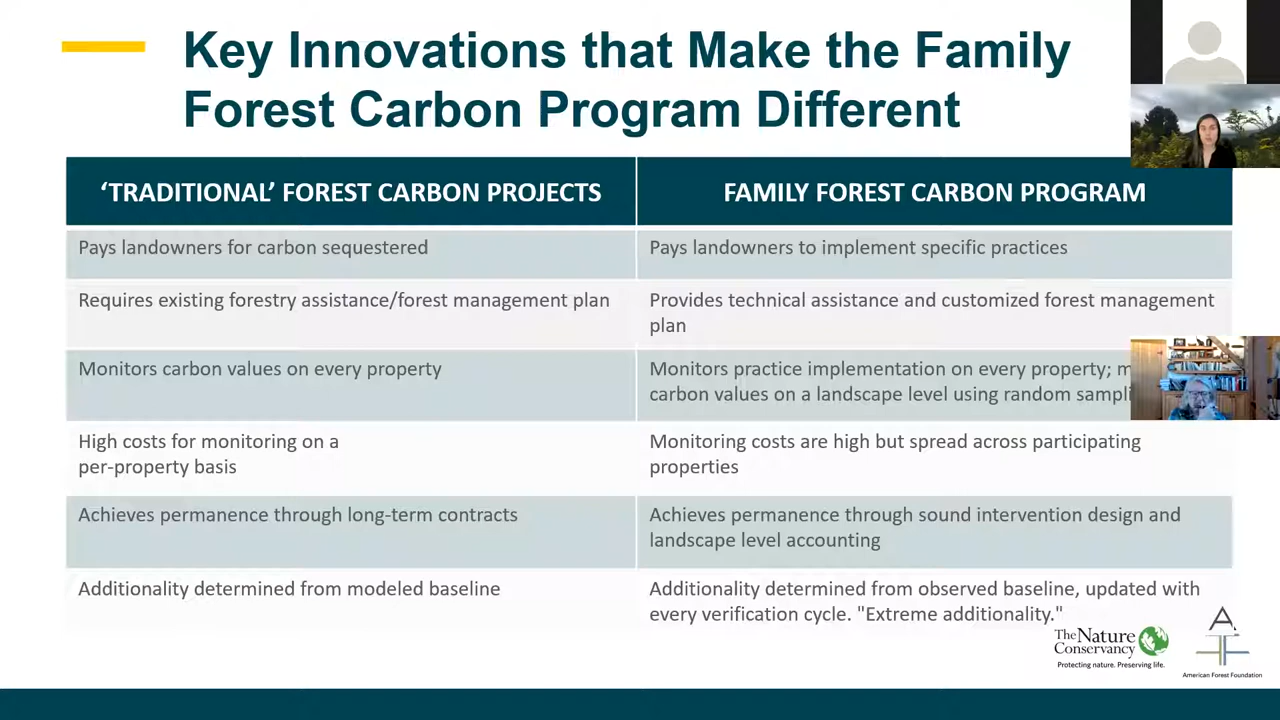 Key Innovations that Make the Family
Forest Carbon Program Different
‘TRADITIONAL’ FOREST CARBON PROJECTS
FAMILY FOREST CARBON PROGRAM
Pays landowners for carbon sequestered
Pays landowners to implement specific practices
Requires existing forestry assistance/forest management plan
Provides technical assistance and customized forest management
plan
Monitors carbon values on every property
Monitors practice implementation on every property;
carbon values on a landscape level using random
High costs for monitoring on a
per-property basis
Monitoring costs are high but spread across participating
properties
Achieves permanence through long-term contracts
Achieves permanence through sound intervention design and
landscape level accounting
Additionality determined from modeled baseline
Additionality determined from observed baseline, updated with
every verification cycle. "Extreme additionality."
The Nature
Conservancy
Protecting nature. Preserving life.
American Forest Foundation